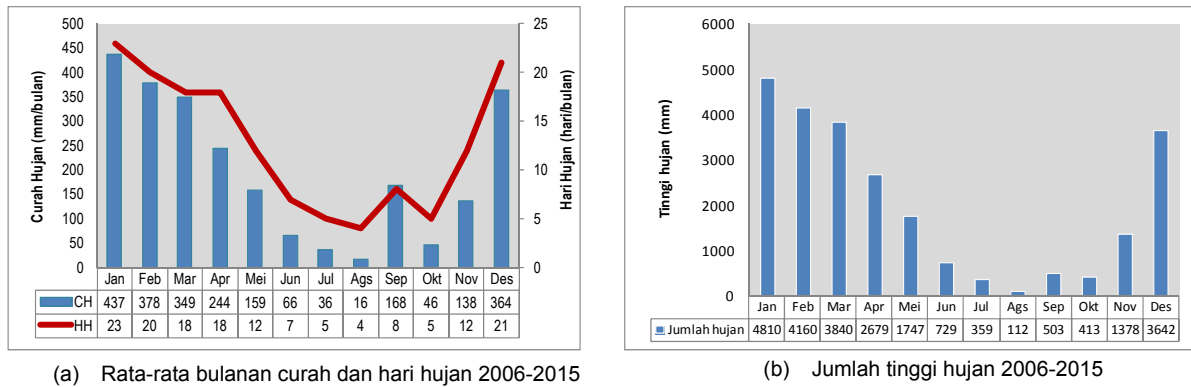 500
450
400
350
300
250
200
150
100
50
0
Curah Hujan (mm/bulan)
25
20
15
10
5
0
Hari Hujan (hari/bulan)
Jan Feb Mar Apr Mei Jun Jul Ags Sep Okt Nov Des
CH 437 378 349 244 159 66 36 16 168 46 138 364
HH 23 20 18 18 12 7 5 4 8 5 12 21
(a) Rata-rata bulanan curah dan hari hujan 2006-2015
6000
5000
4000
3000
2000
1000
0
Tinngi hujan (mm)
Jan Feb Mar Apr Mei Jun Jul Ags Sep Okt Nov Des
Jumlah hujan 4810 4160 3840 2679 1747 729 359 112 503 413 1378 3642
(b) Jumlah tinggi hujan 2006-2015